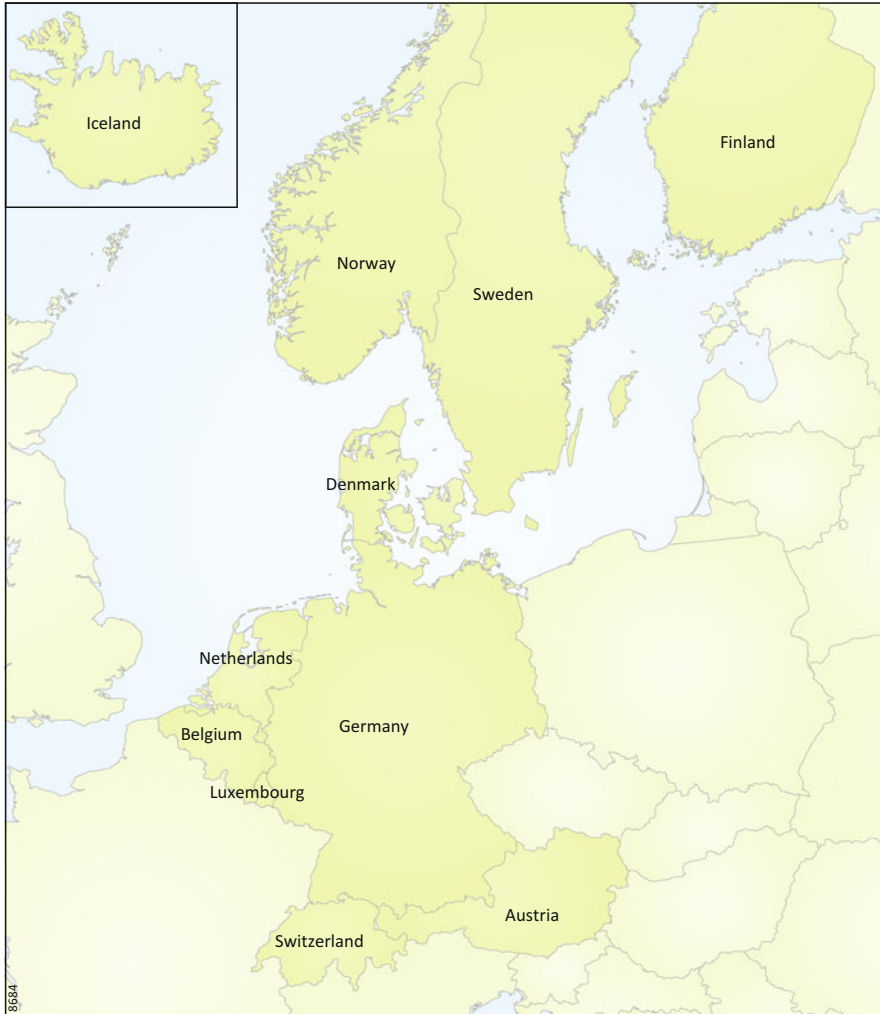 Iceland
Finland
Norway
Sweden
Denmark
Netherlands
Germany
Belgium
Luxembourg
Austria
Switzerland
8684